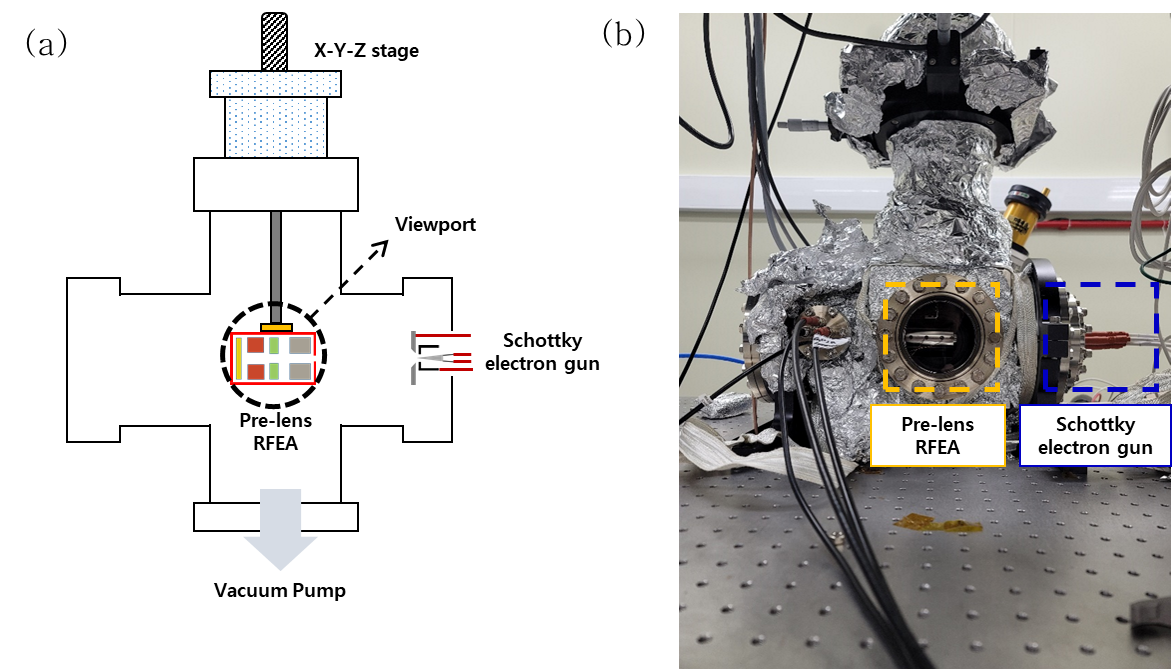 (a)
X-Y-Z stage
Viewport
Schottky
electron gun
Pre-lens
RFEA
Vacuum Pump
(b)
Pre-lens
RFEA
Schottky
electron gun